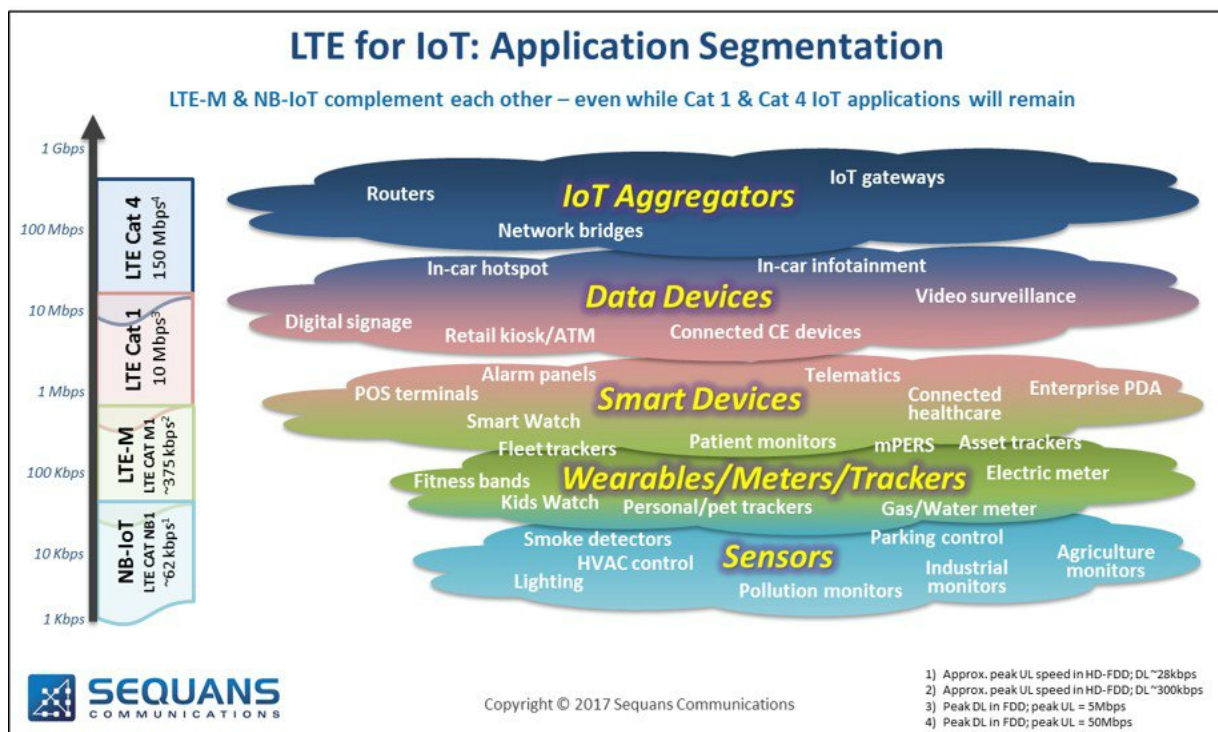 LTE for IoT: Application Segmentation
LTE-M & NB-IoT complement each other – even while Cat 1 & Cat 4 IoT applications will remain
1 Gbps
100 Mbps
10 Mbps
1 Mbps
100 Kbps
10 Kbps
1 Kbps
LTE Cat 4
150 Mbps⁴
LTE Cat 1
10 Mbps³
LTE-M
LTE CAT M1
~375 kbps²
NB-IoT
LTE CAT NB1
~62 kbps¹
IoT Aggregators
Routers
IoT gateways
Network bridges
Data Devices
In-car hotspot
In-car infotainment
Video surveillance
Digital signage
Retail kiosk/ATM
Connected CE devices
Smart Devices
Alarm panels
Telematics
POS terminals
Connected
healthcare
Enterprise PDA
Smart Watch
Wearables/Meters/Trackers
Fleet trackers
Patient monitors
mPERS
Asset trackers
Fitness bands
Electric meter
Kids Watch
Personal/pet trackers
Gas/Water meter
Sensors
Smoke detectors
Parking control
HVAC control
Agriculture
monitors
Lighting
Industrial
monitors
Pollution monitors
SEQUANS
COMMUNICATIONS
Copyright © 2017 Sequans Communications
1) Approx. peak UL speed in HD-FDD; DL ~28kbps
2) Approx. peak UL speed in HD-FDD; DL ~300kbps
3) Peak DL in FDD; peak UL = 5Mbps
4) Peak DL in FDD; peak UL = 50Mbps